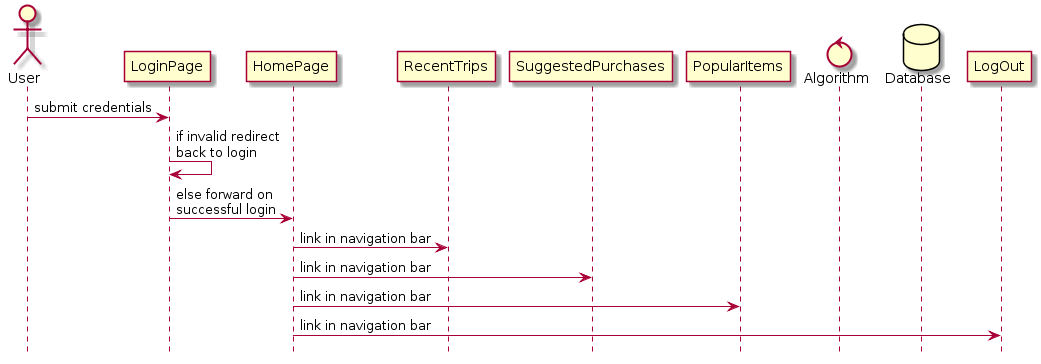 User
LoginPage
HomePage
RecentTrips
SuggestedPurchases
PopularItems
Algorithm
Database
LogOut
submit credentials
if invalid redirect
back to login
else forward on
successful login
link in navigation bar
link in navigation bar
link in navigation bar
link in navigation bar